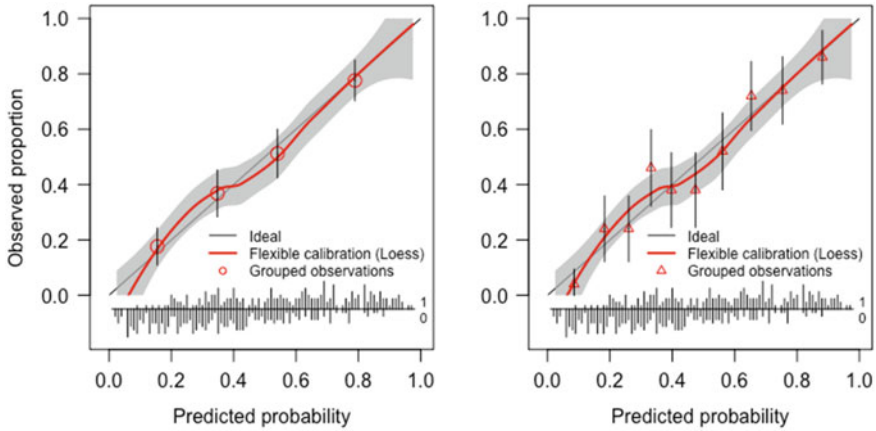 1.0
0.8
0.6
0.4
0.2
0.0
Observed proportion
Ideal
Flexible calibration (Loess)
Grouped observations
1
0
0.0 0.2 0.4 0.6 0.8 1.0
Predicted probability
1.0
0.8
0.6
0.4
0.2
0.0
Ideal
Flexible calibration (Loess)
Grouped observations
1
0
0.0 0.2 0.4 0.6 0.8 1.0
Predicted probability